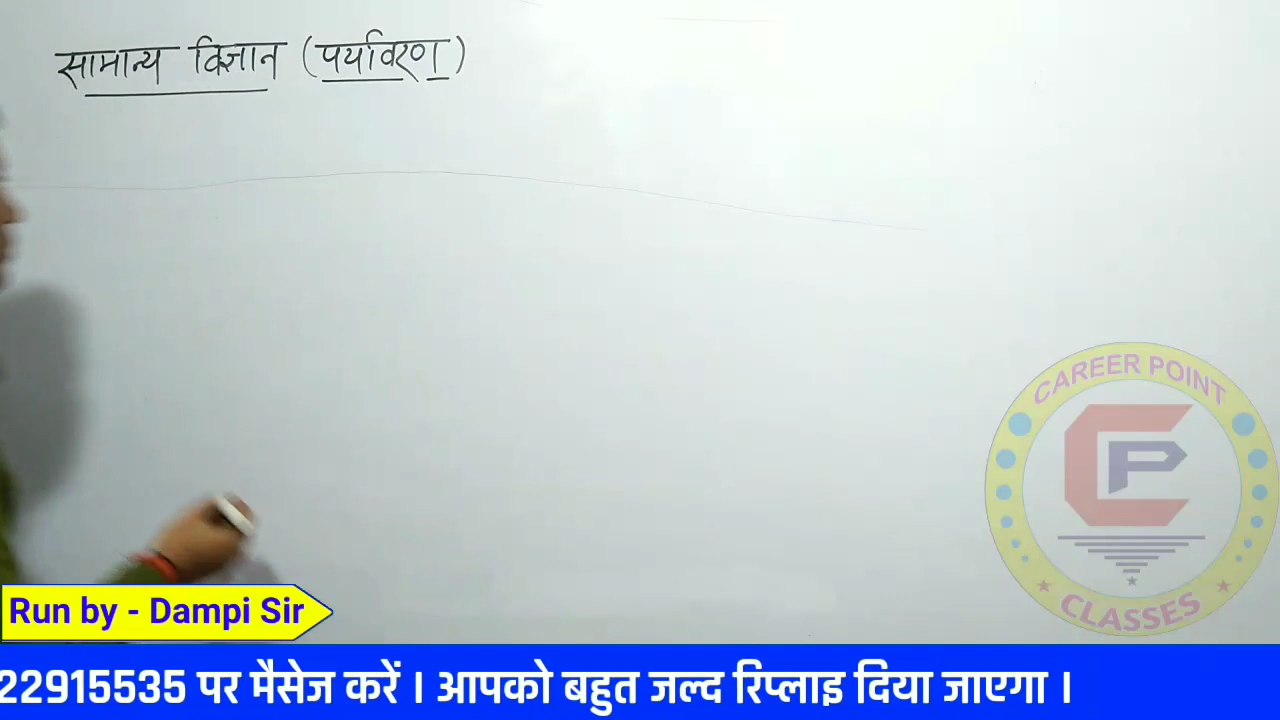 सामान्य विज्ञान (पर्यावरण)
CAREER POINT
CP
CLASSES
Run by - Dampi Sir
22915535 पर मैसेज करें । आपको बहुत जल्द रिप्लाइ दिया जाएगा ।